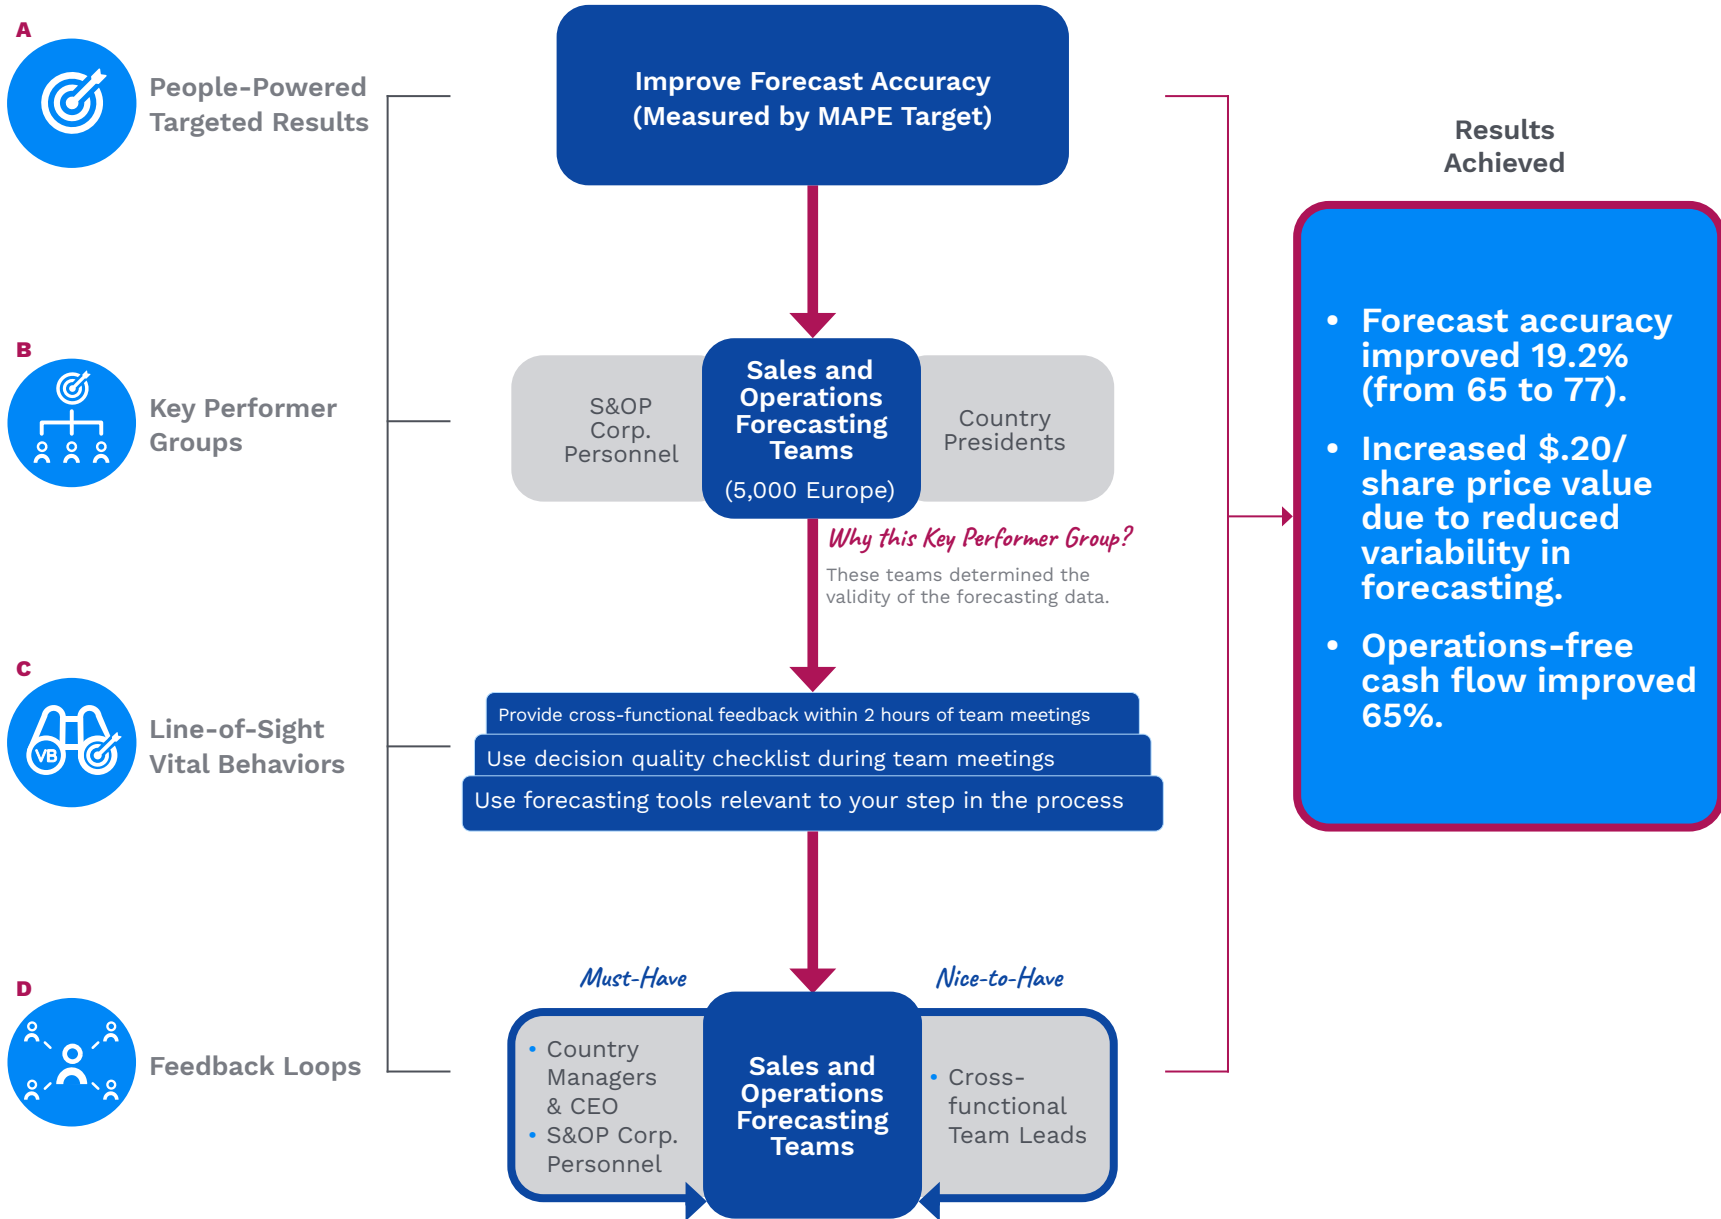 A
People-Powered
Targeted Results
Improve Forecast Accuracy
(Measured by MAPE Target)
Results
Achieved
B
Key Performer
Groups
S&OP
Corp.
Personnel
Sales and
Operations
Forecasting
Teams
(5,000 Europe)
Country
Presidents
Why this Key Performer Group?
These teams determined the
validity of the forecasting data.
• Forecast accuracy
improved 19.2%
(from 65 to 77).
• Increased $.20/
share price value
due to reduced
variability in
forecasting.
• Operations-free
cash flow improved
65%.
C
VB
Line-of-Sight
Vital Behaviors
Provide cross-functional feedback within 2 hours of team meetings
Use decision quality checklist during team meetings
Use forecasting tools relevant to your step in the process
D
Feedback Loops
Must-Have
• Country
Managers
& CEO
• S&OP Corp.
Personnel
Sales and
Operations
Forecasting
Teams
Nice-to-Have
• Cross-
functional
Team Leads